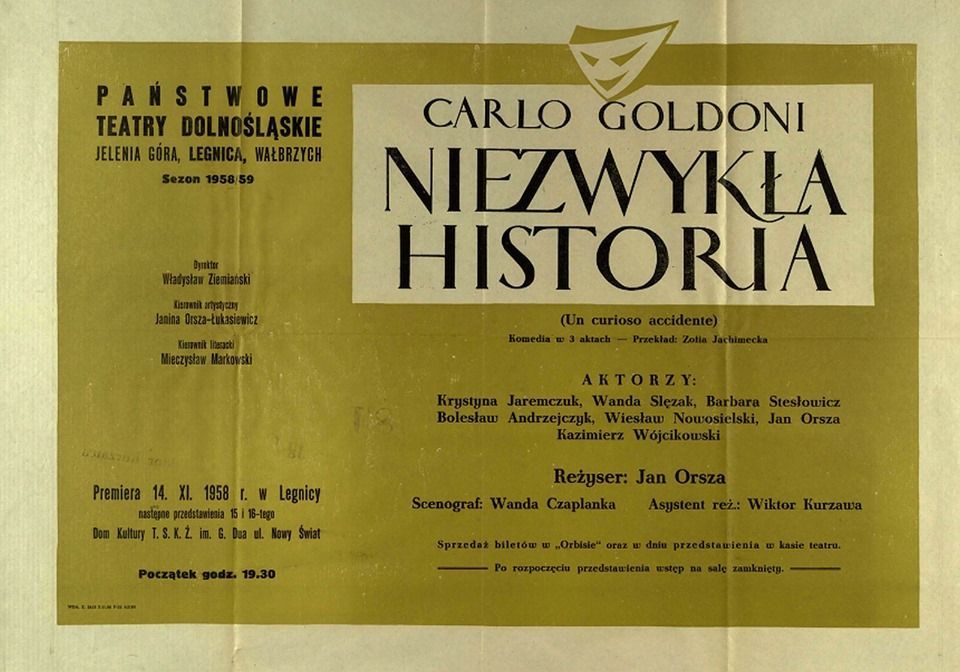 PAŃSTWOWE
TEATRY DOLNOŚLĄSKIE
JELENIA GÓRA, LEGNICA, WAŁBRZYCH
Sezon 1958/59
Dyrektor
Władysław Ziemiański
Kierownik artystyczny
Janina Orsza-Łukasiewicz
Kierownik literacki
Mieczysław Markowski
Premiera 14. XI. 1958 r. w Legnicy
następne przedstawienia 15 i 16-tego
Dom Kultury T. S. K. Ż. im. G. Dua ul. Nowy Świat
Początek godz. 19.30
CARLO GOLDONI
NIEZWYKŁA
HISTORIA
(Un curioso accidente)
Komedia w 3 aktach — Przekład: Zofia Jachimecka
AKTORZY:
Krystyna Jaremczuk, Wanda Ślęzak, Barbara Stesłowicz
Bolesław Andrzejczyk, Wiesław Nowosielski, Jan Orsza
Kazimierz Wójcikowski
Reżyser: Jan Orsza
Scenograf: Wanda Czaplanka Asystent reż.: Wiktor Kurzawa
Sprzedaż biletów w „Orbisie“ oraz w dniu przedstawienia w kasie teatru.
Po rozpoczęciu przedstawienia wstęp na salę zamknięty.